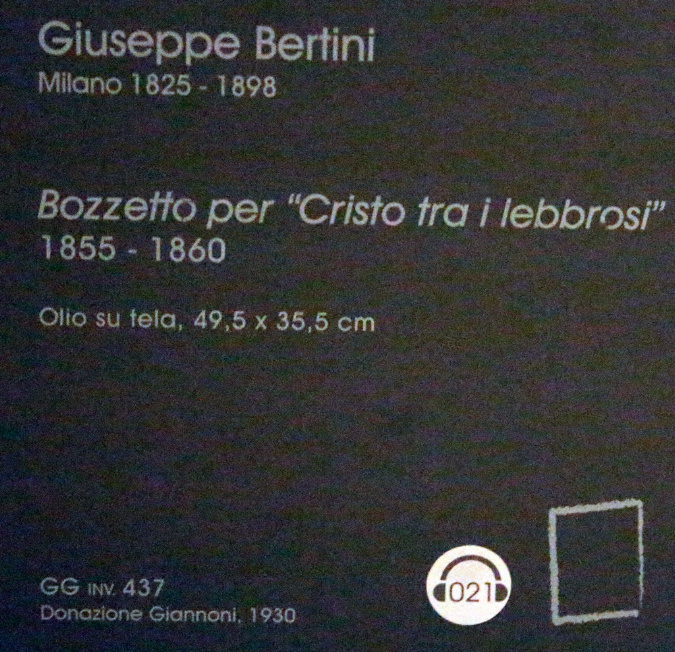 Giuseppe Bertini
Milano 1825 - 1898
Bozzetto per “Cristo tra i lebbrosi”
1855 - 1860
Olio su tela, 49,5 x 35,5 cm
021
GG INV. 437
Donazione Giannoni, 1930